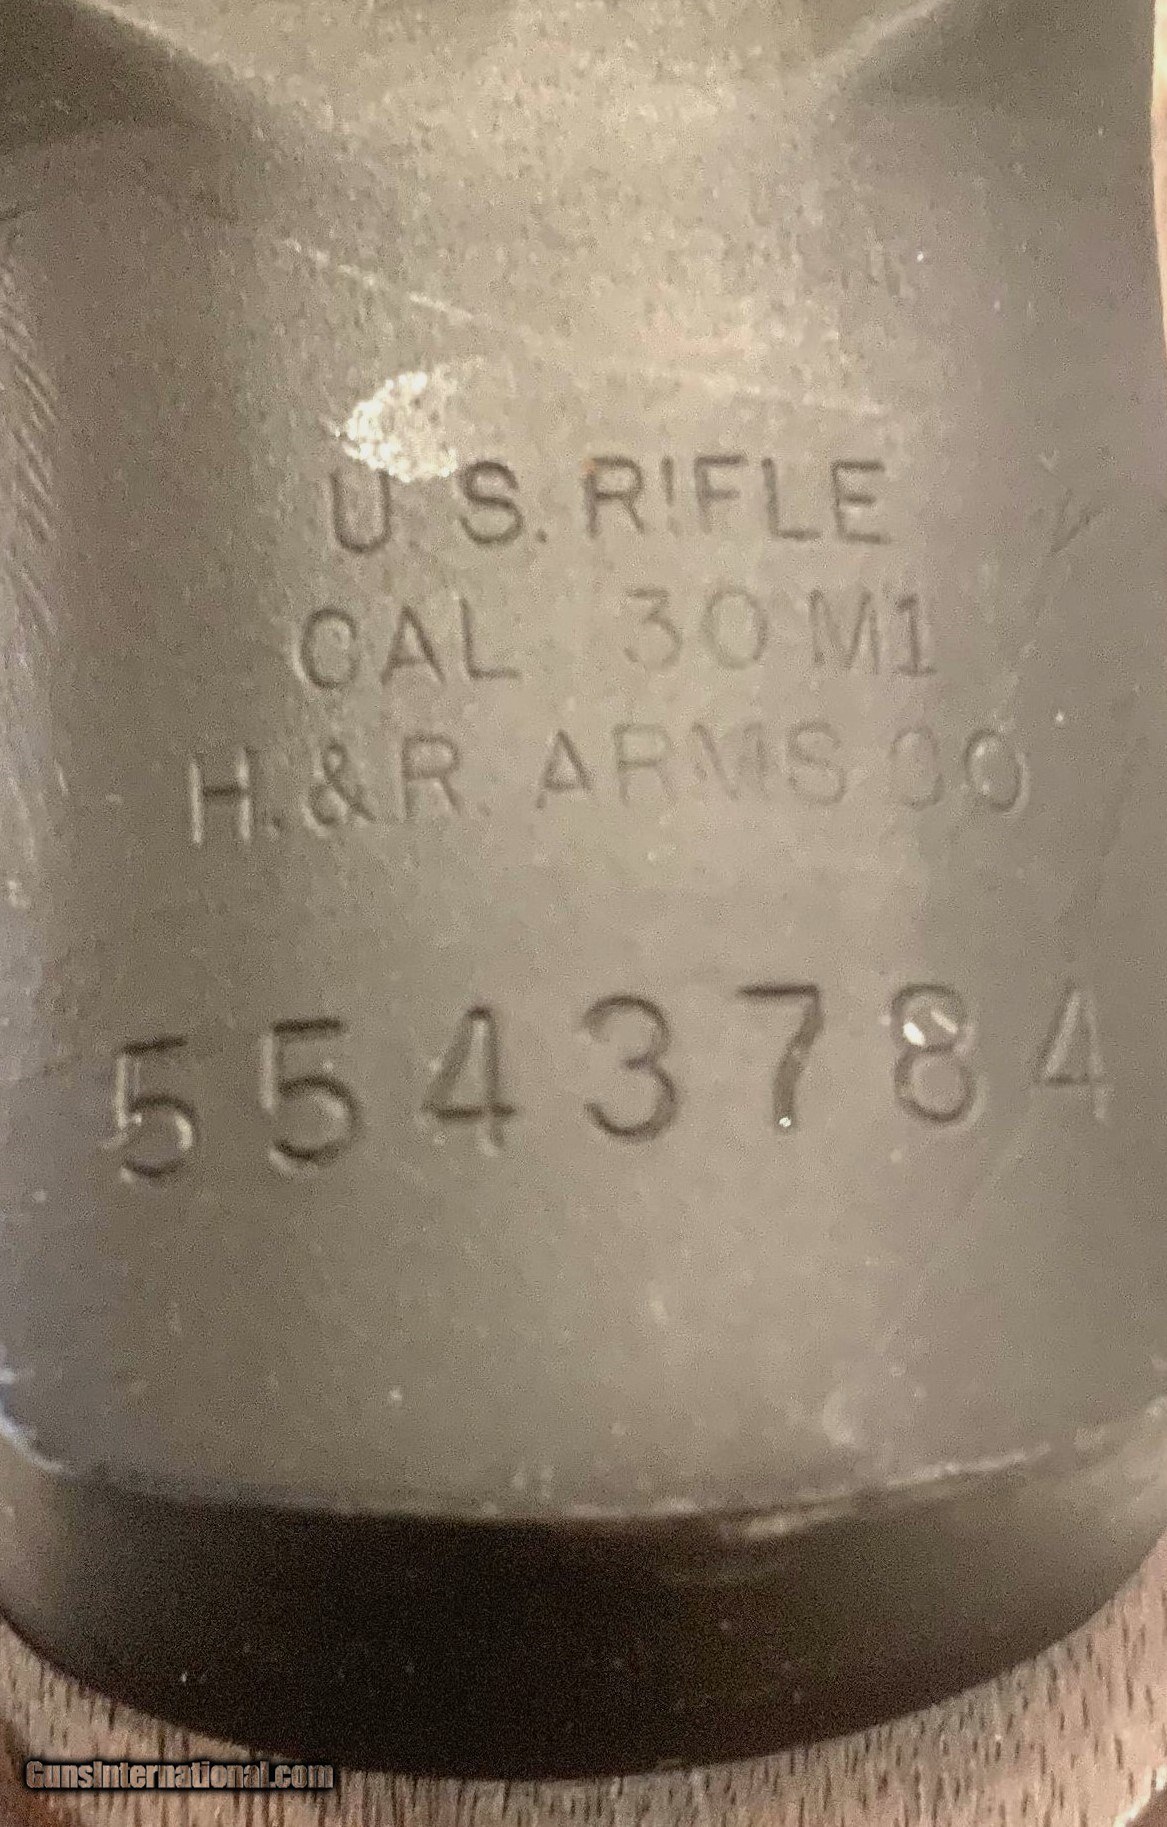 U. S. RIFLE
CAL. 30 M1
H. & R. ARMS CO
5543784
GunsInternational.com